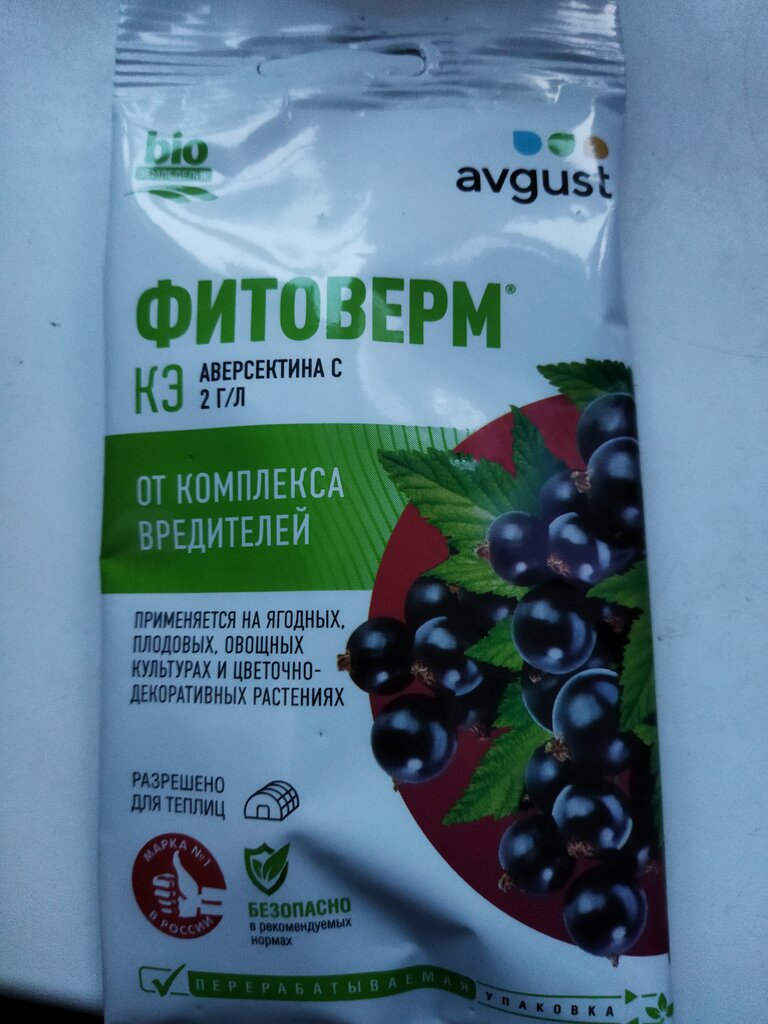 bio
ЗЕМЛЕДЕЛИЕ
avgust
ФИТОВЕРМ®
КЭ
АВЕРСЕКТИНА С
2 Г/Л
ОТ КОМПЛЕКСА
ВРЕДИТЕЛЕЙ
ПРИМЕНЯЕТСЯ НА ЯГОДНЫХ,
ПЛОДОВЫХ, ОВОЩНЫХ
КУЛЬТУРАХ И ЦВЕТОЧНО-
ДЕКОРАТИВНЫХ РАСТЕНИЯХ
РАЗРЕШЕНО
ДЛЯ ТЕПЛИЦ
МАРКА №1
В РОССИИ
БЕЗОПАСНО
в рекомендуемых
нормах
ПЕРЕРАБАТЫВАЕМАЯ УПАКОВКА